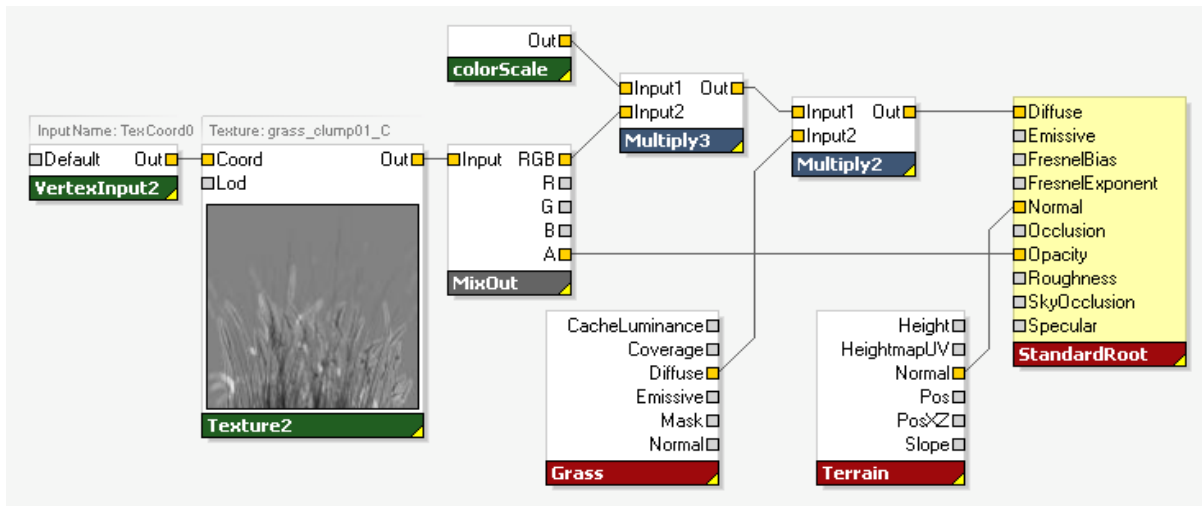 Out
colorScale
Input1 Out
Input2
Multiply3
Input1 Out
Input2
Multiply2
Diffuse
Emissive
FresnelBias
FresnelExponent
Normal
Occlusion
Opacity
Roughness
SkyOcclusion
Specular
StandardRoot
Input Name: TexCoord0
Default Out
VertexInput2
Texture: grass_clump01_C
Coord Out
Lod
Texture2
Input RGB
R
G
B
A
MixOut
CacheLuminance
Coverage
Diffuse
Emissive
Mask
Normal
Grass
Height
HeightmapUV
Normal
Pos
PosXZ
Slope
Terrain